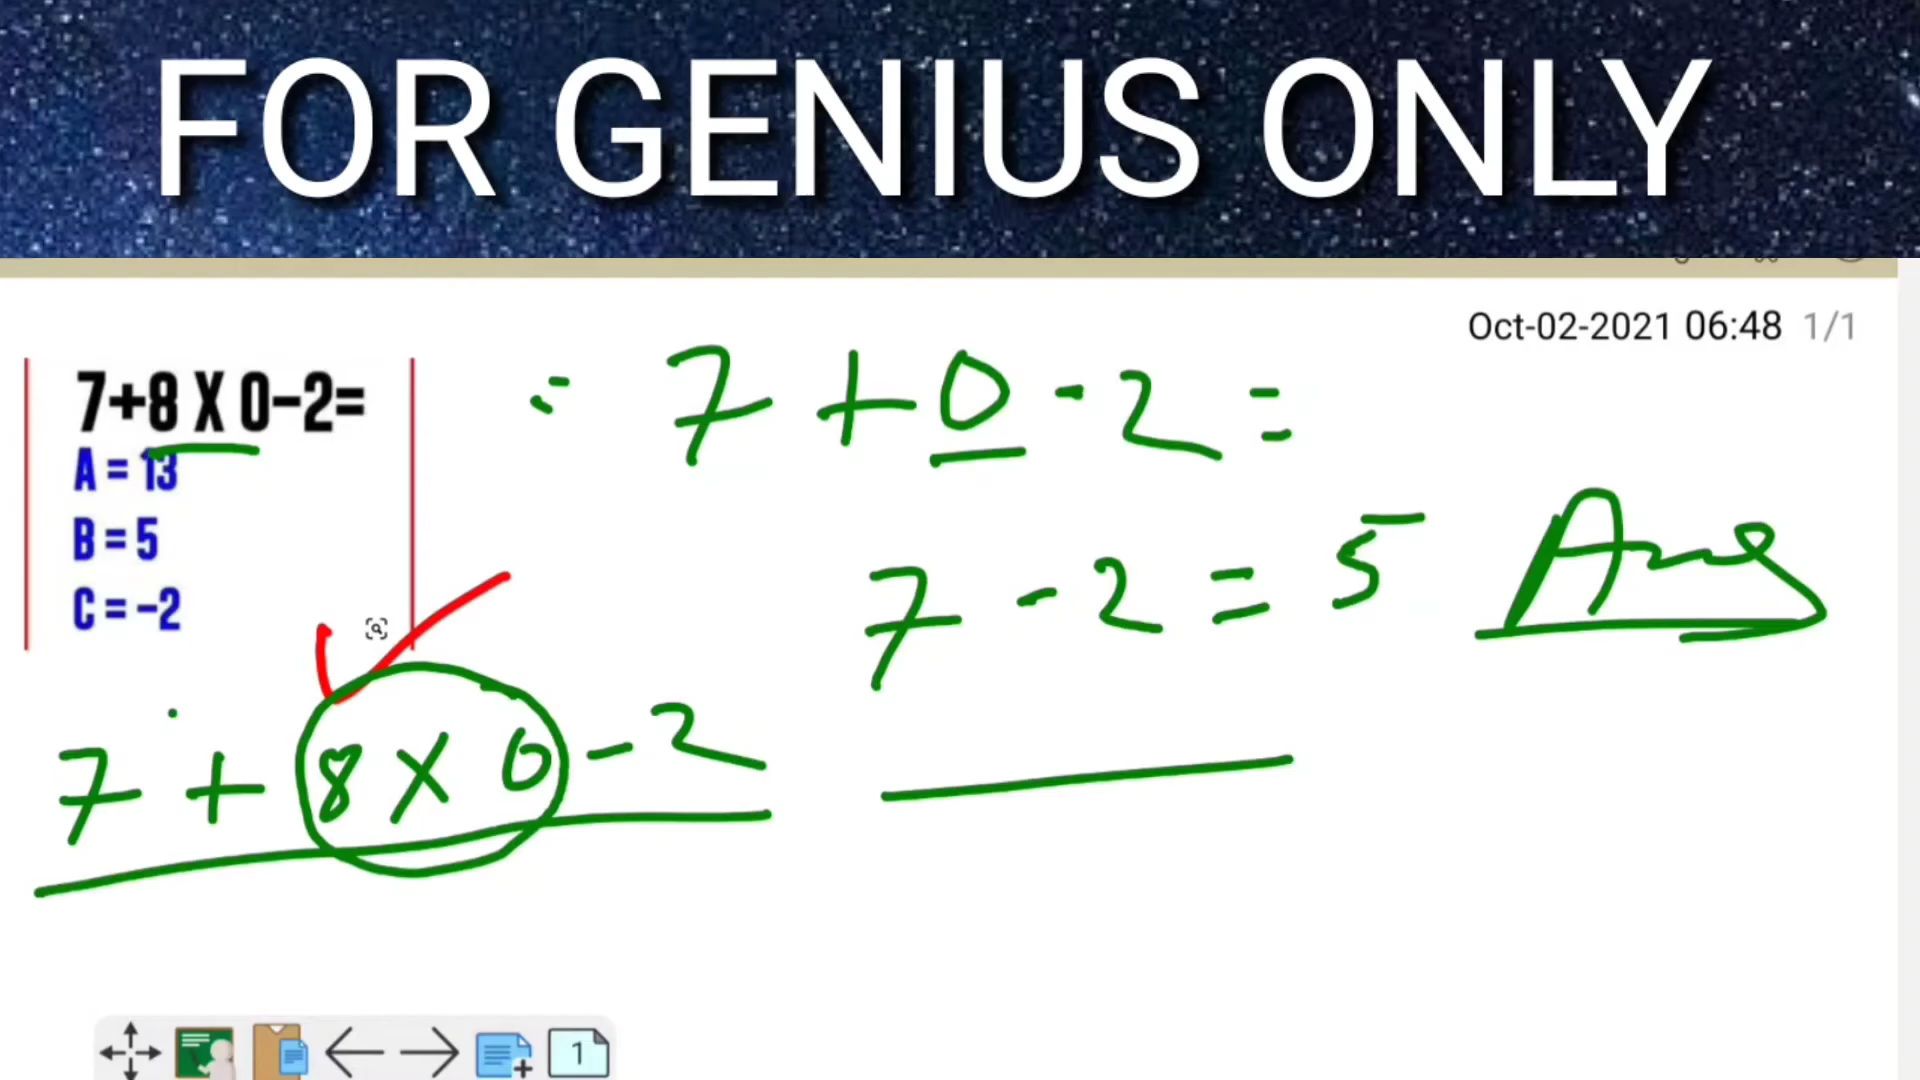 FOR GENIUS ONLY
Oct-02-2021 06:48 1/1
7+8 X 0-2=
A = 13
B = 5
C = -2
= 7 + 0 - 2 =
7 - 2 = 5 Ans
7 + 8 X 0 - 2
1